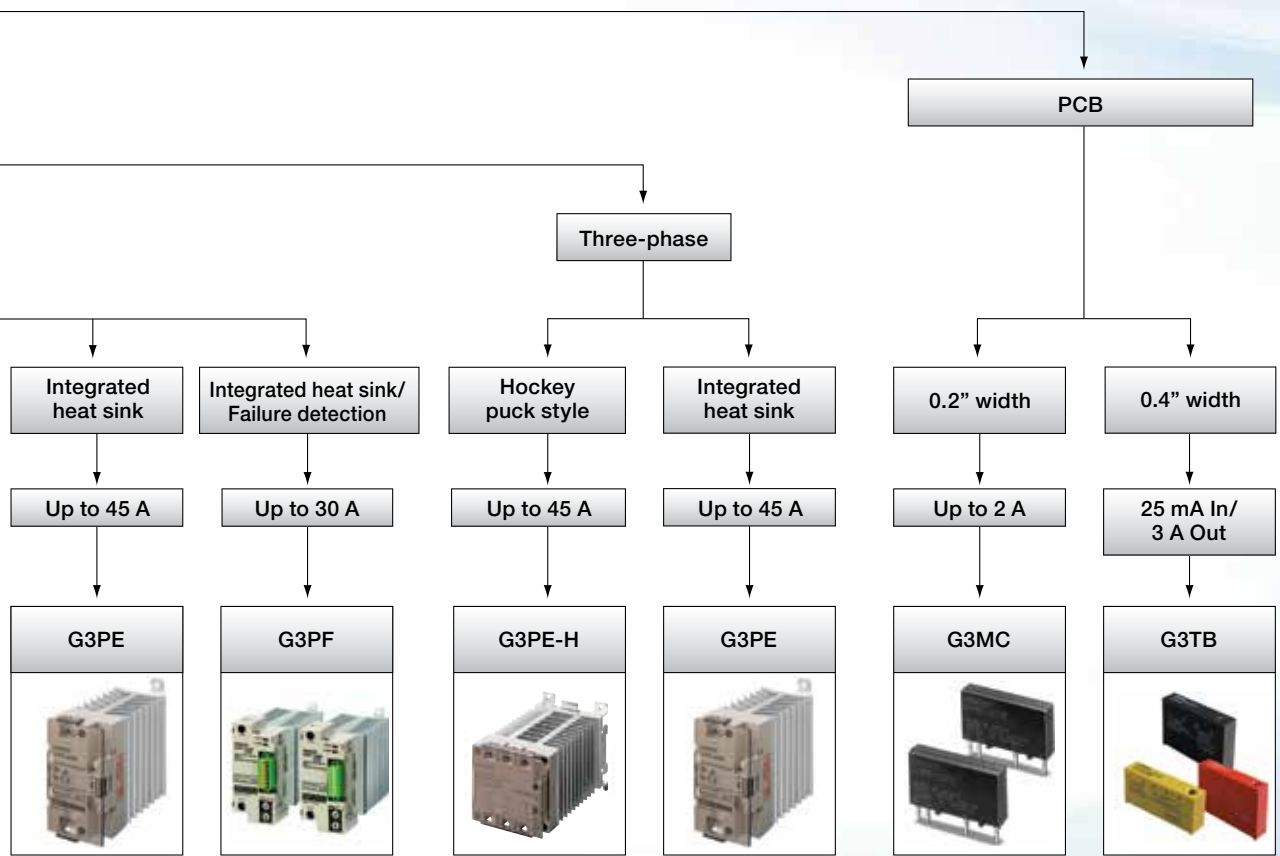 PCB
Three-phase
Integrated
heat sink
Integrated heat sink/
Failure detection
Hockey
puck style
Integrated
heat sink
0.2” width
0.4” width
Up to 45 A
Up to 30 A
Up to 45 A
Up to 45 A
Up to 2 A
25 mA In/
3 A Out
G3PE
G3PF
G3PE-H
G3PE
G3MC
G3TB